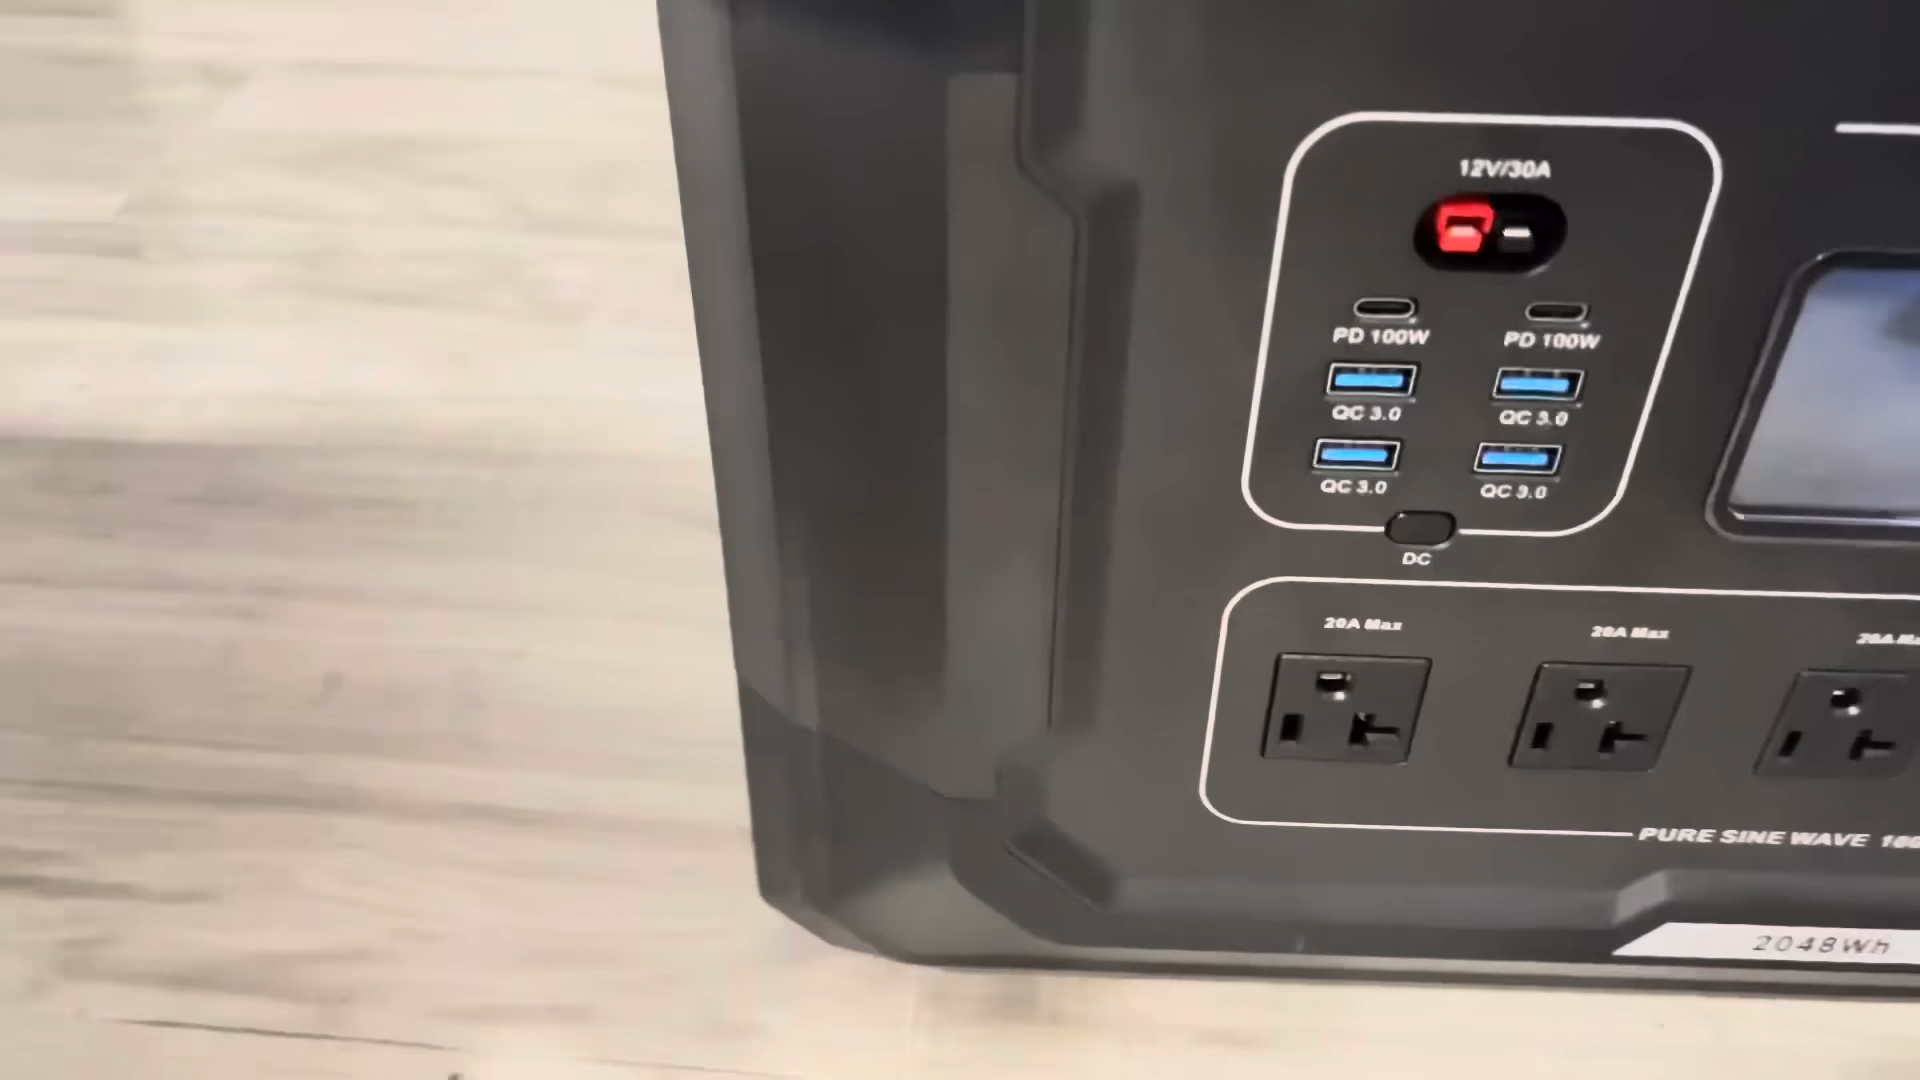 12V/30A
PD 100W PD 100W
QC 3.0 QC 3.0
QC 3.0 QC 3.0
DC
20A Max 20A Max 20A
PURE SINE WAVE
2048Wh